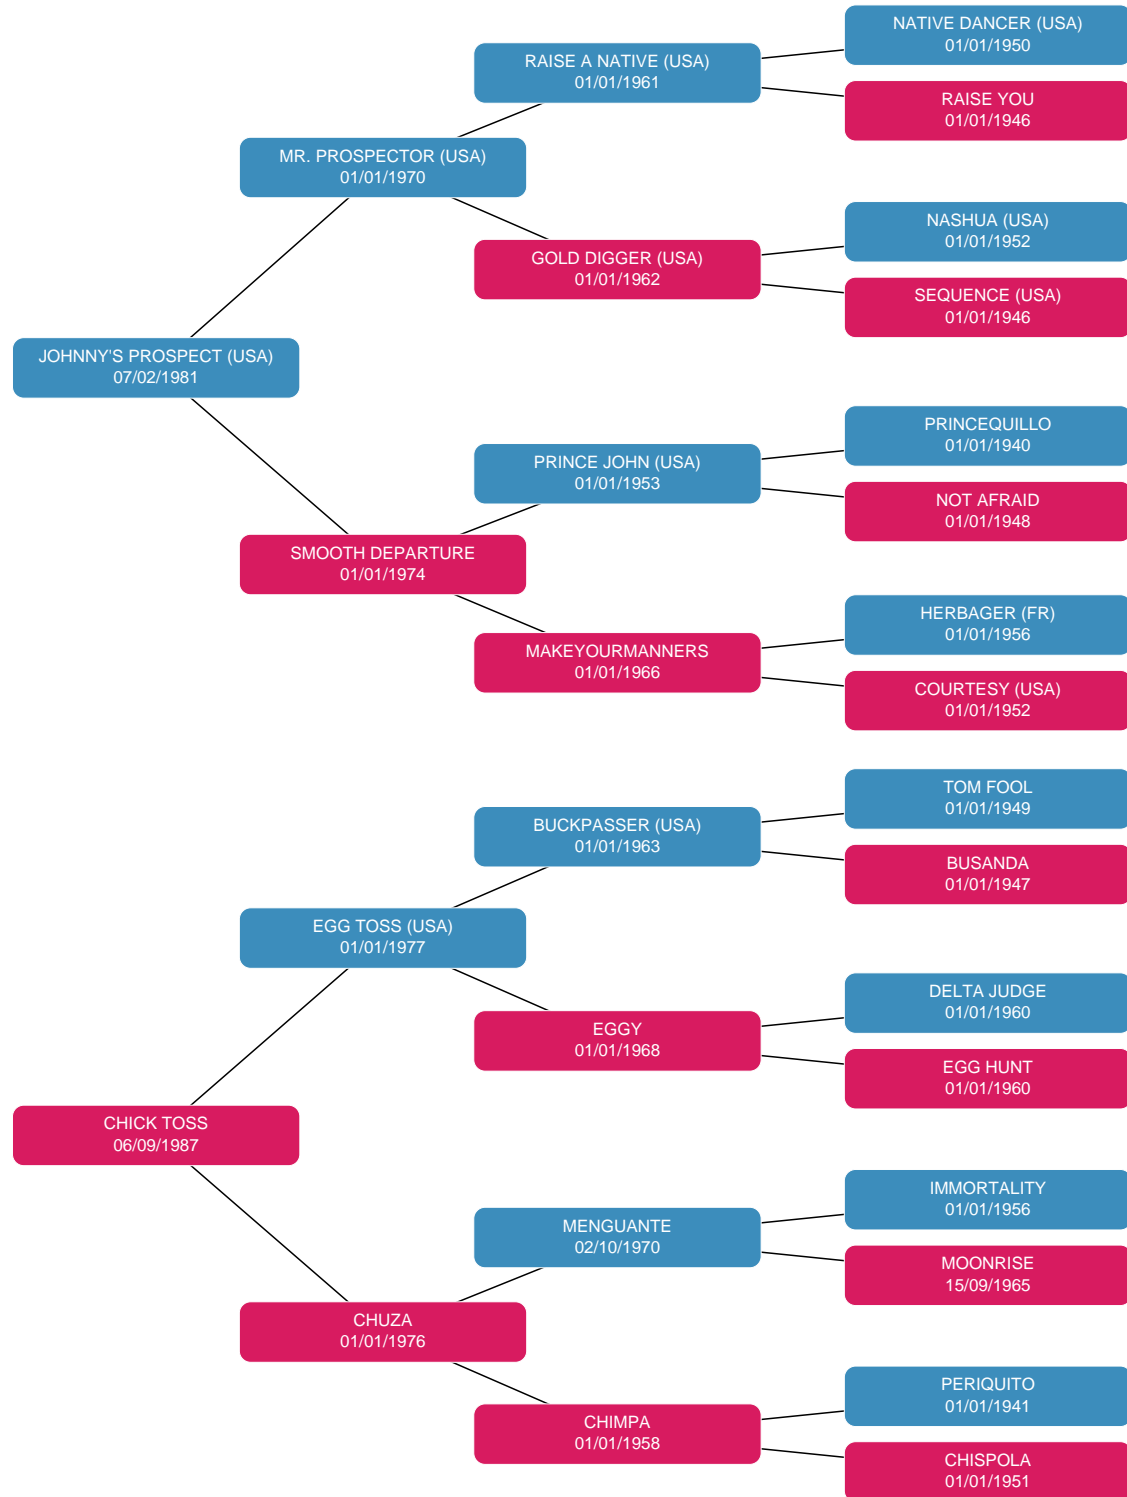 NATIVE DANCER (USA)
01/01/1950
RAISE A NATIVE (USA)
01/01/1961
RAISE YOU
01/01/1946
MR. PROSPECTOR (USA)
01/01/1970
NASHUA (USA)
01/01/1952
GOLD DIGGER (USA)
01/01/1962
SEQUENCE (USA)
01/01/1946
JOHNNY'S PROSPECT (USA)
07/02/1981
PRINCEQUILLO
01/01/1940
PRINCE JOHN (USA)
01/01/1953
NOT AFRAID
01/01/1948
SMOOTH DEPARTURE
01/01/1974
HERBAGER (FR)
01/01/1956
MAKEYOURMANNERS
01/01/1966
COURTESY (USA)
01/01/1952
TOM FOOL
01/01/1949
BUCKPASSER (USA)
01/01/1963
BUSANDA
01/01/1947
EGG TOSS (USA)
01/01/1977
DELTA JUDGE
01/01/1960
EGGY
01/01/1968
EGG HUNT
01/01/1960
CHICK TOSS
06/09/1987
IMMORTALITY
01/01/1956
MENGUANTE
02/10/1970
MOONRISE
15/09/1965
CHUZA
01/01/1976
PERIQUITO
01/01/1941
CHIMPA
01/01/1958
CHISPOLA
01/01/1951